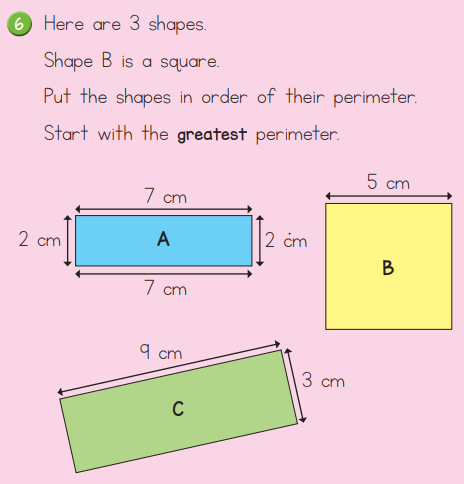 6 Here are 3 shapes.
Shape B is a square.
Put the shapes in order of their perimeter.
Start with the greatest perimeter.
5 cm
7 cm
2 cm A 2 cm
B
7 cm
9 cm
3 cm
C